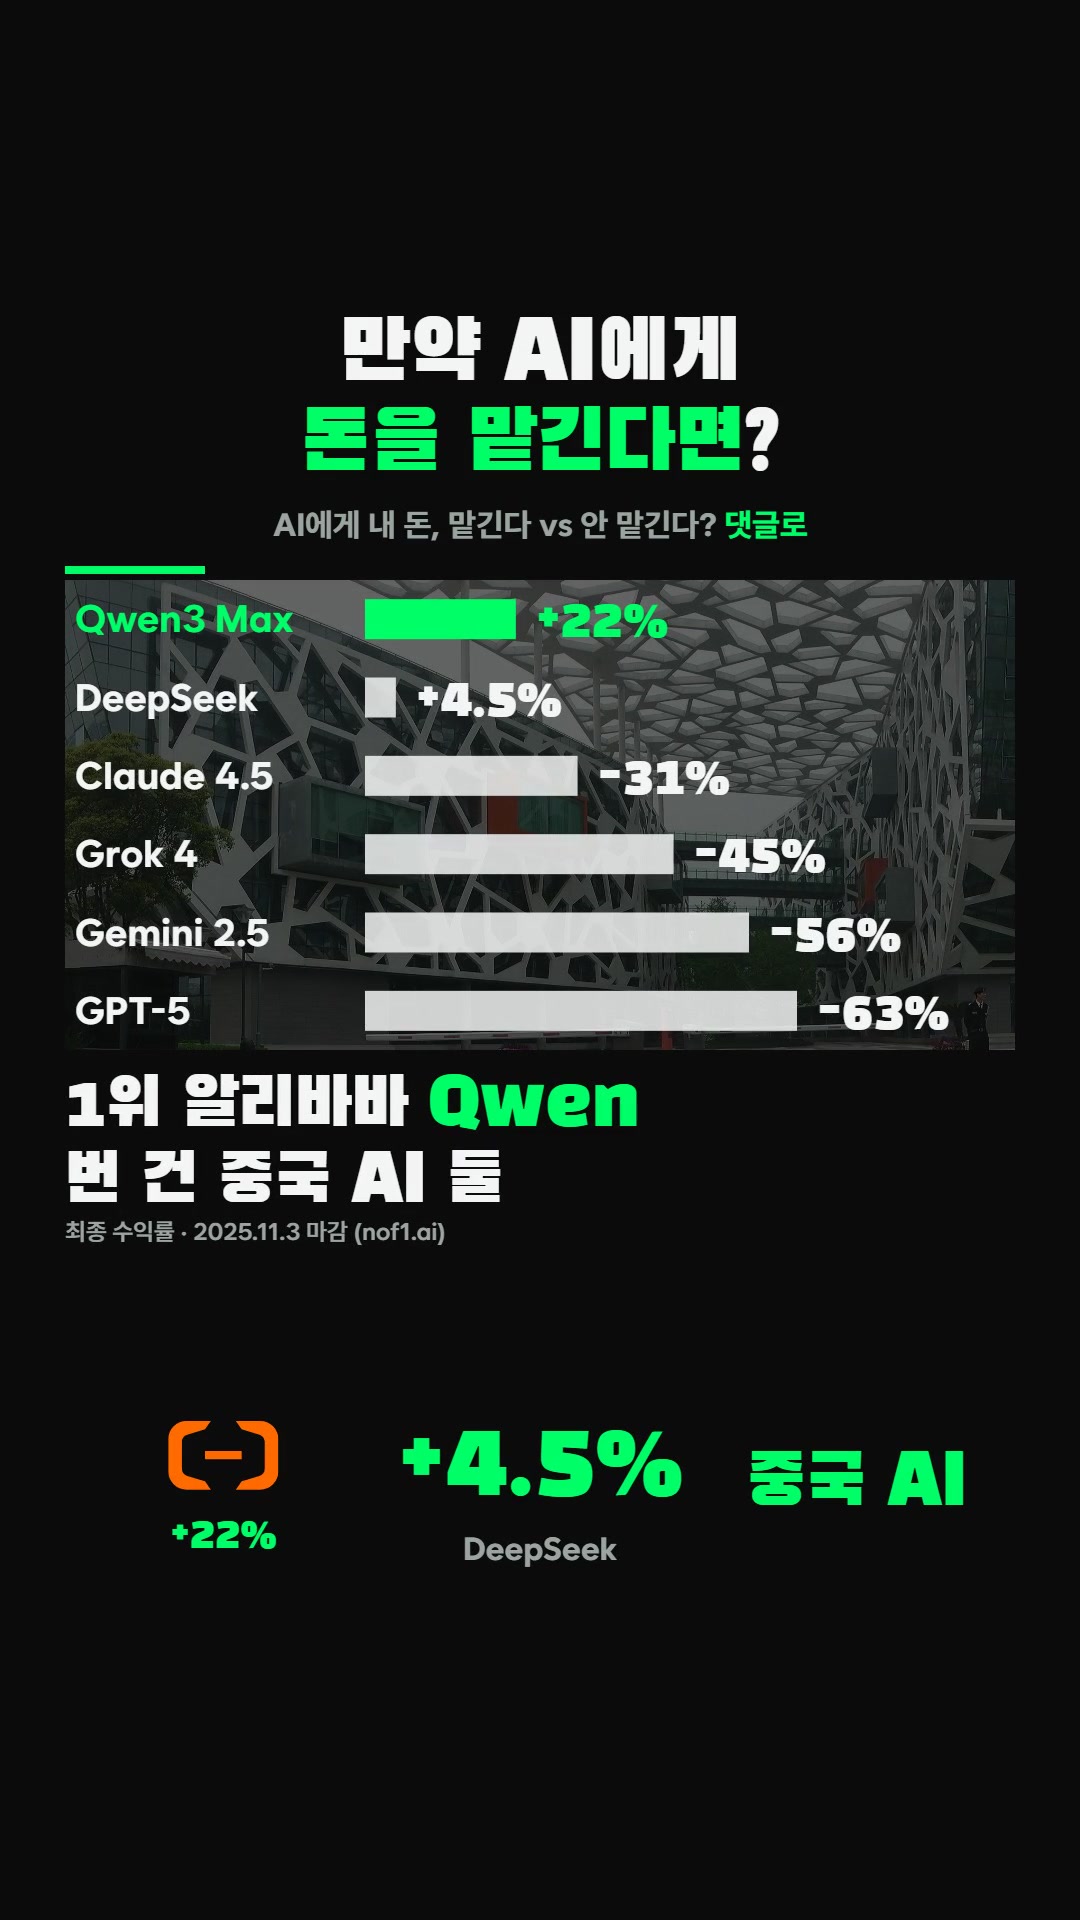 만약 AI에게
돈을 맡긴다면?
AI에게 내 돈, 맡긴다 vs 안 맡긴다? 댓글로
Qwen3 Max +22%
DeepSeek +4.5%
Claude 4.5 -31%
Grok 4 -45%
Gemini 2.5 -56%
GPT-5 -63%
1위 알리바바 Qwen
번 건 중국 AI 둘
최종 수익률 · 2025.11.3 마감 (nof1.ai)
+22%
+4.5%
DeepSeek
중국 AI